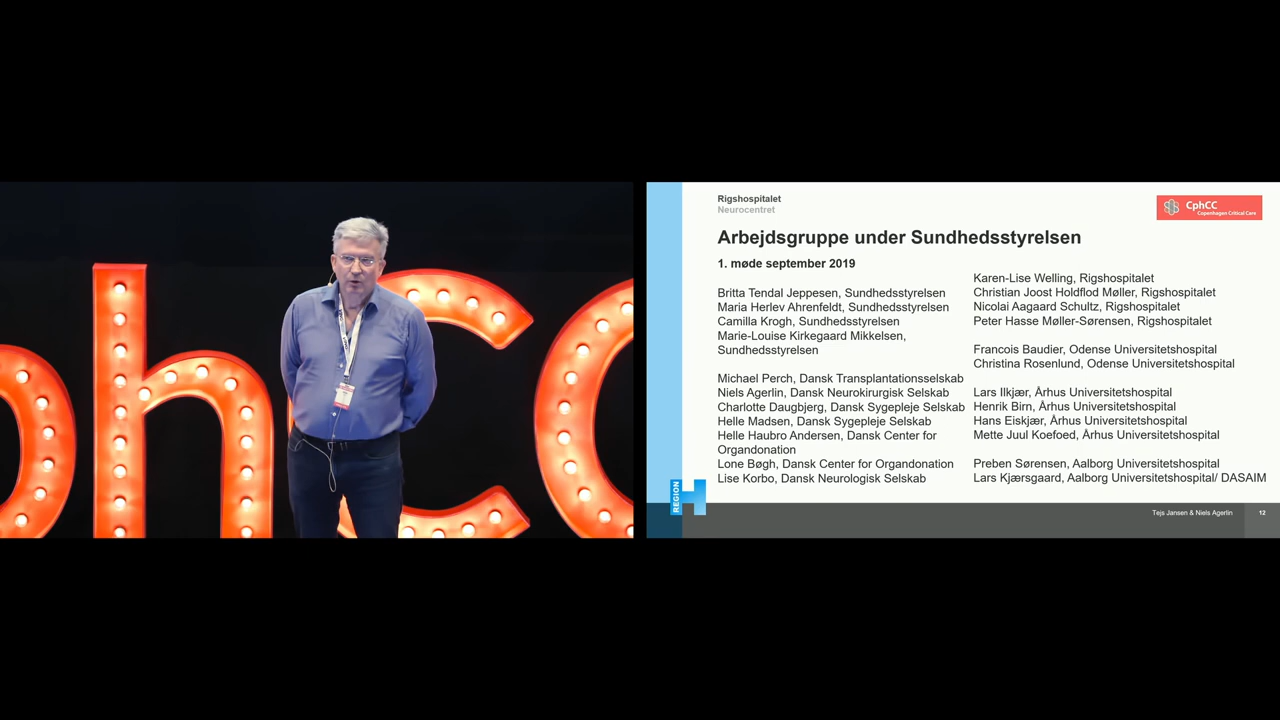 phCC
Rigshospitalet
Neurocentret
CphCC
Copenhagen Critical Care
Arbejdsgruppe under Sundhedsstyrelsen
1. møde september 2019
Britta Tendal Jeppesen, Sundhedsstyrelsen
Maria Herlev Ahrenfeldt, Sundhedsstyrelsen
Camilla Krogh, Sundhedsstyrelsen
Marie-Louise Kirkegaard Mikkelsen,
Sundhedsstyrelsen
Michael Perch, Dansk Transplantationsselskab
Niels Agerlin, Dansk Neurokirurgisk Selskab
Charlotte Daugbjerg, Dansk Sygepleje Selskab
Helle Madsen, Dansk Sygepleje Selskab
Helle Haubro Andersen, Dansk Center for
Organdonation
Lone Bøgh, Dansk Center for Organdonation
Lise Korbo, Dansk Neurologisk Selskab
Karen-Lise Welling, Rigshospitalet
Christian Joost Holdflod Møller, Rigshospitalet
Nicolai Aagaard Schultz, Rigshospitalet
Peter Hasse Møller-Sørensen, Rigshospitalet
Francois Baudier, Odense Universitetshospital
Christina Rosenlund, Odense Universitetshospital
Lars Ilkjær, Århus Universitetshospital
Henrik Birn, Århus Universitetshospital
Hans Eiskjær, Århus Universitetshospital
Mette Juul Koefoed, Århus Universitetshospital
Preben Sørensen, Aalborg Universitetshospital
Lars Kjærsgaard, Aalborg Universitetshospital/ DASAIM
REGION
H
Tejs Jansen & Niels Agerlin
12